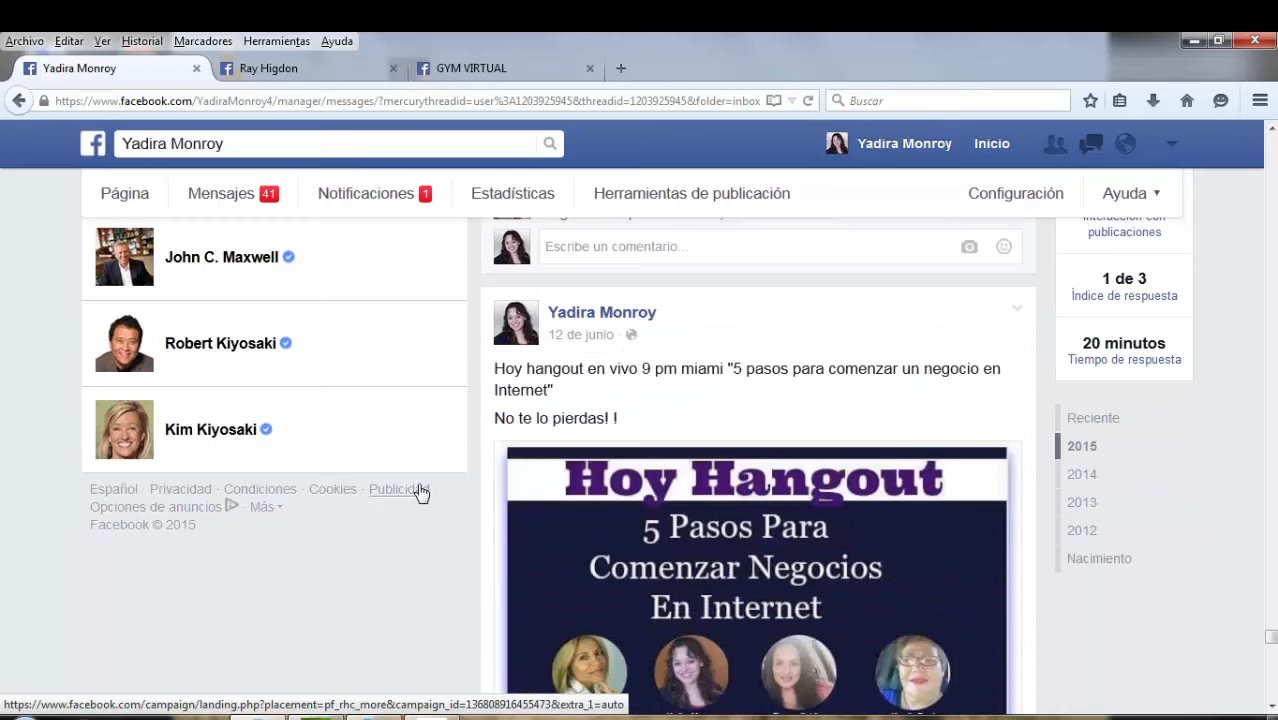 Archivo Editar Ver Historial Marcadores Herramientas Ayuda
Yadira Monroy
Ray Higdon
GYM VIRTUAL
https://www.facebook.com/YadiraMonroy4/manager/messages/?mercurythreadid=user%3A1203925945&threadid=1203925945&folder=inbox
Buscar
Yadira Monroy
Yadira Monroy
Inicio
Página
Mensajes 41
Notificaciones 1
Estadísticas
Herramientas de publicación
Configuración
Ayuda
John C. Maxwell
Robert Kiyosaki
Kim Kiyosaki
Español · Privacidad · Condiciones · Cookies ·
Opciones de anuncios · Más
Facebook © 2015
Escribe un comentario...
Yadira Monroy
12 de junio ·
Hoy hangout en vivo 9 pm miami "5 pasos para comenzar un negocio en
Internet"
No te lo pierdas! !
Hoy Hangout
5 Pasos Para
Comenzar Negocios
En Internet
publicaciones
1 de 3
Índice de respuesta
20 minutos
Tiempo de respuesta
Reciente
2015
2014
2013
2012
Nacimiento
https://www.facebook.com/campaign/landing.php?placement=pf_rhc_more&campaign_id=136808916455473&extra_1=auto